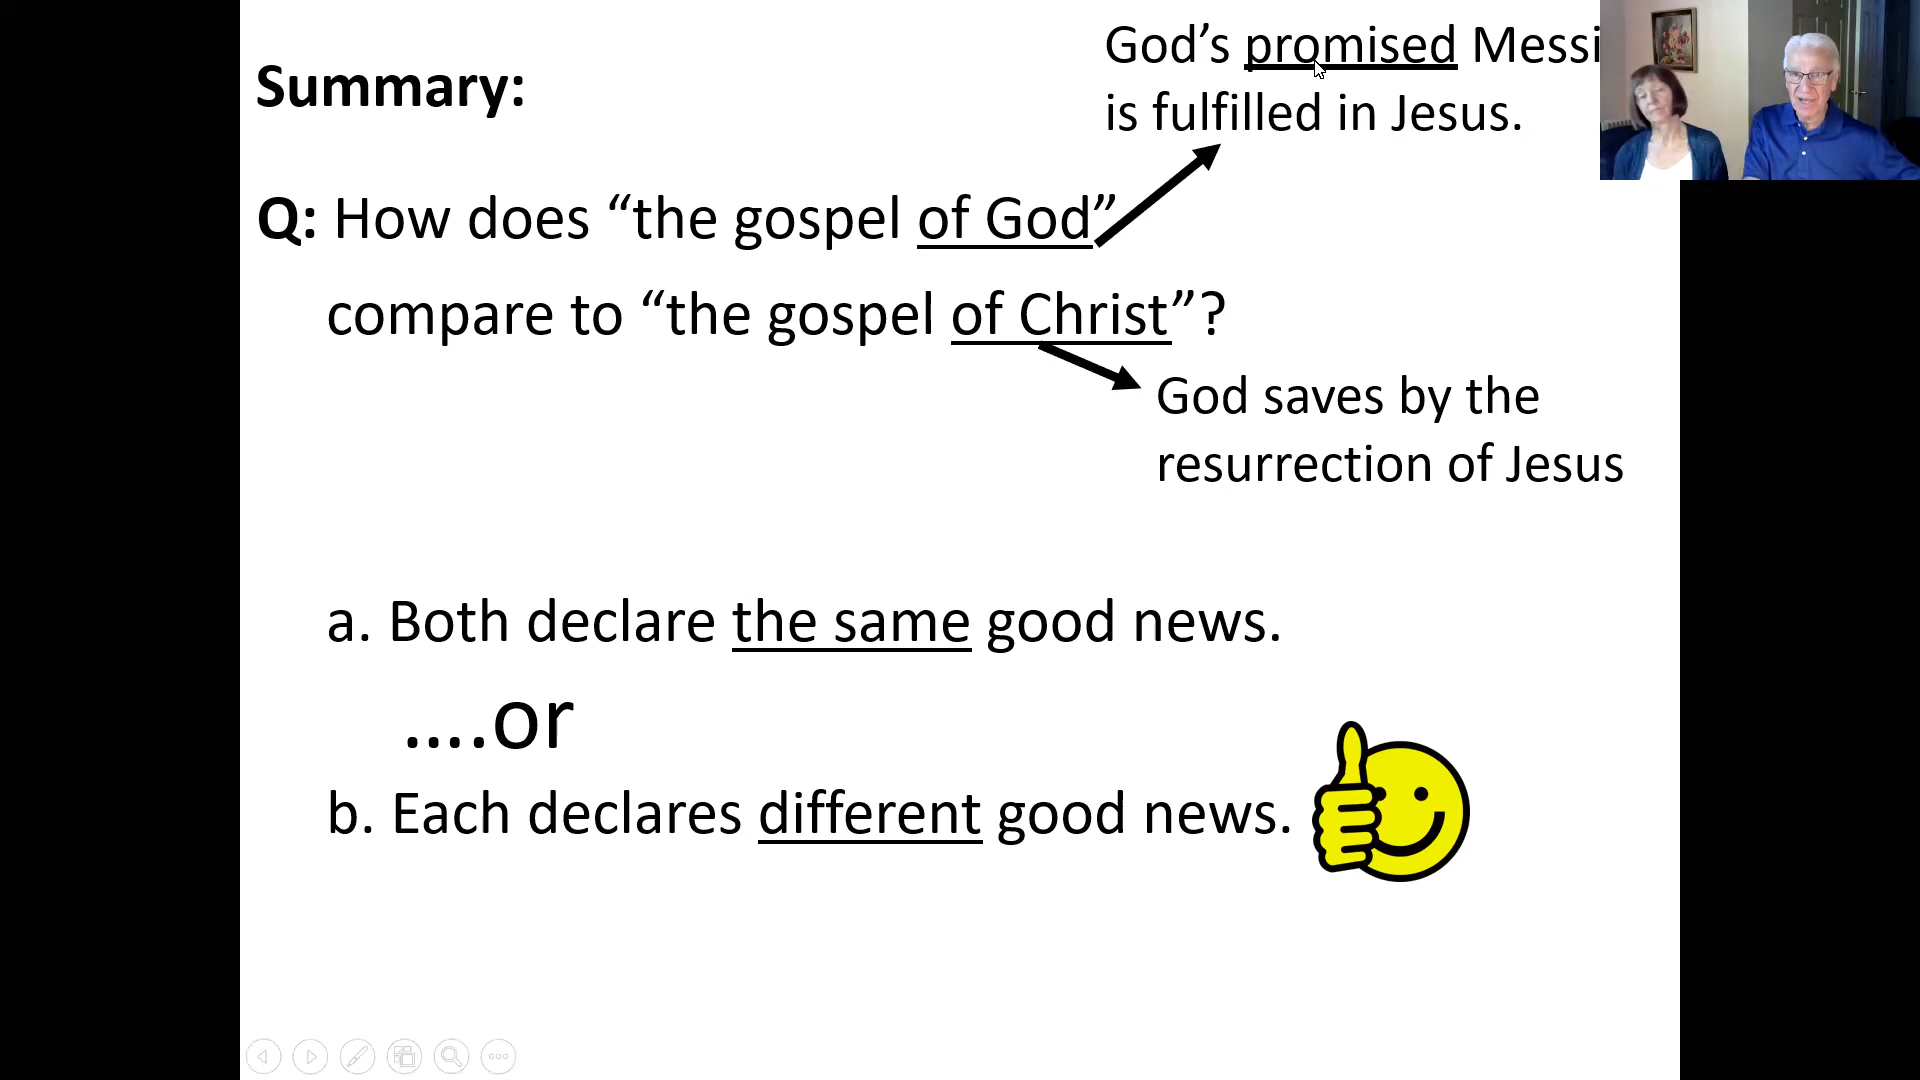 God’s promised Messi
is fulfilled in Jesus.
Summary:
Q: How does “the gospel of God”
compare to “the gospel of Christ”?
God saves by the
resurrection of Jesus
a. Both declare the same good news.
....or
b. Each declares different good news.